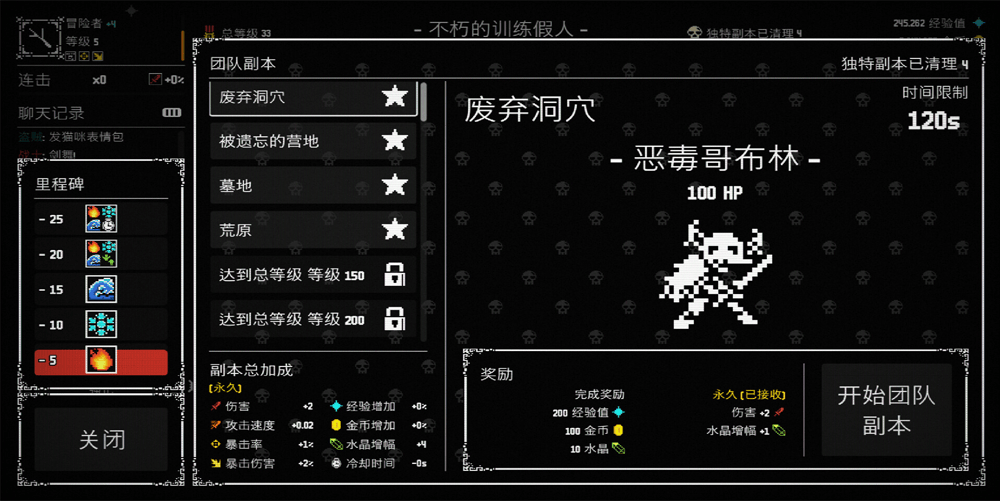 冒险者 +4
等级 5
连击 x0 +0%
聊天记录
盗贼: 发猫咪表情包
总等级 33
- 不朽的训练假人 -
独特副本已清理 4
245.262 经验值
里程碑
- 25
- 20
- 15
- 10
- 5
关闭
团队副本
独特副本已清理 4
废弃洞穴
被遗忘的营地
墓地
荒原
达到总等级 等级 150
达到总等级 等级 200
副本总加成
(永久)
伤害 +2
经验增加 +0%
攻击速度 +0.02
金币增加 +0%
暴击率 +1%
水晶增幅 +4
暴击伤害 +2%
冷却时间 -0s
废弃洞穴
时间限制
120s
- 恶毒哥布林 -
100 HP
奖励
完成奖励
200 经验值
100 金币
10 水晶
永久 (已接收)
伤害 +2
水晶增幅 +1
开始团队
副本